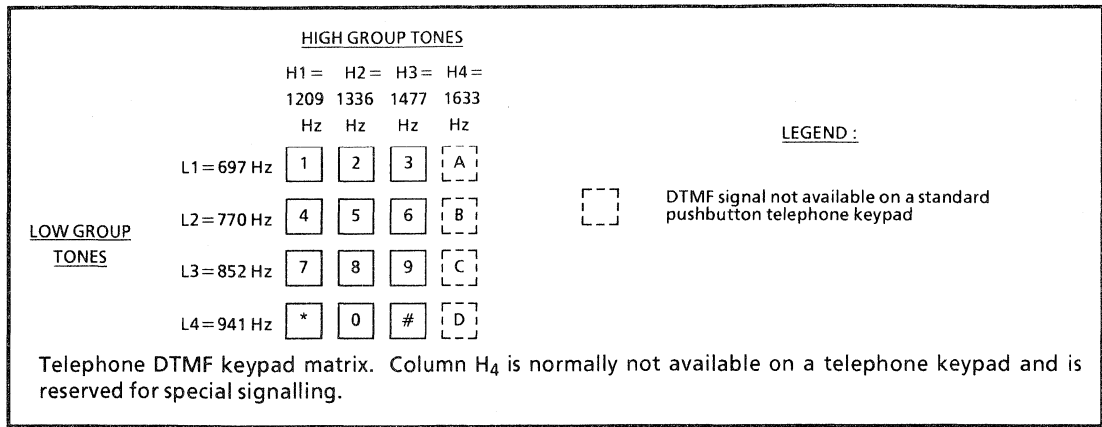 HIGH GROUP TONES
H1 = H2 = H3 = H4 =
1209 1336 1477 1633
Hz Hz Hz Hz
LEGEND :
L1 = 697 Hz 1 2 3 A
DTMF signal not available on a standard
pushbutton telephone keypad
L2 = 770 Hz 4 5 6 B
LOW GROUP
TONES
L3 = 852 Hz 7 8 9 C
L4 = 941 Hz * 0 # D
Telephone DTMF keypad matrix. Column H4 is normally not available on a telephone keypad and is
reserved for special signalling.